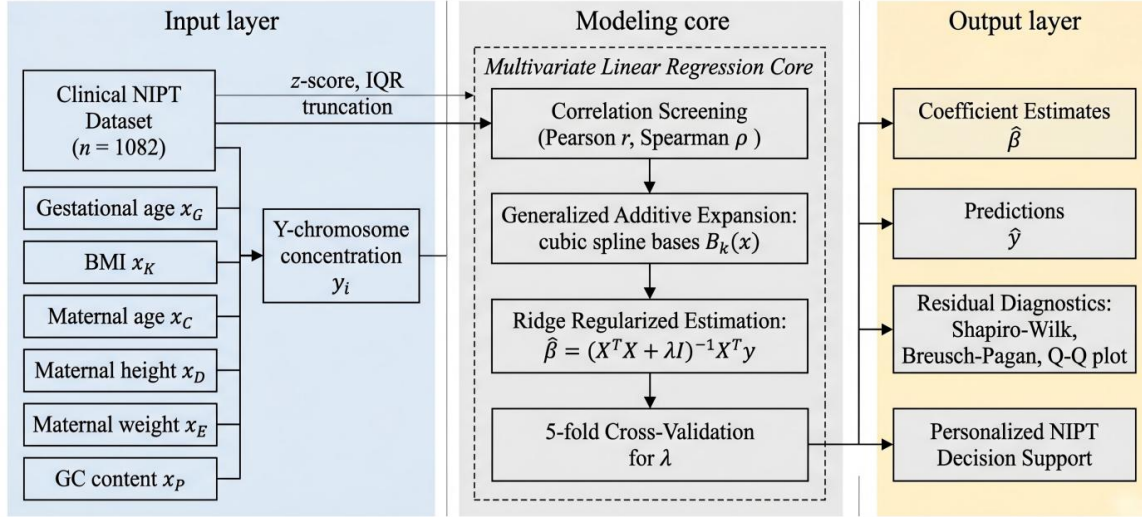 Input layer
Clinical NIPT
Dataset
(n = 1082)
Gestational age x_G
BMI x_K
Maternal age x_C
Maternal height x_D
Maternal weight x_E
GC content x_P
Y-chromosome
concentration
y_i
z-score, IQR
truncation
Modeling core
Multivariate Linear Regression Core
Correlation Screening
(Pearson r, Spearman ρ )
Generalized Additive Expansion:
cubic spline bases B_k(x)
Ridge Regularized Estimation:
β̂ = (X^T X + λI)^−1 X^T y
5-fold Cross-Validation
for λ
Output layer
Coefficient Estimates
β̂
Predictions
ŷ
Residual Diagnostics:
Shapiro-Wilk,
Breusch-Pagan, Q-Q plot
Personalized NIPT
Decision Support